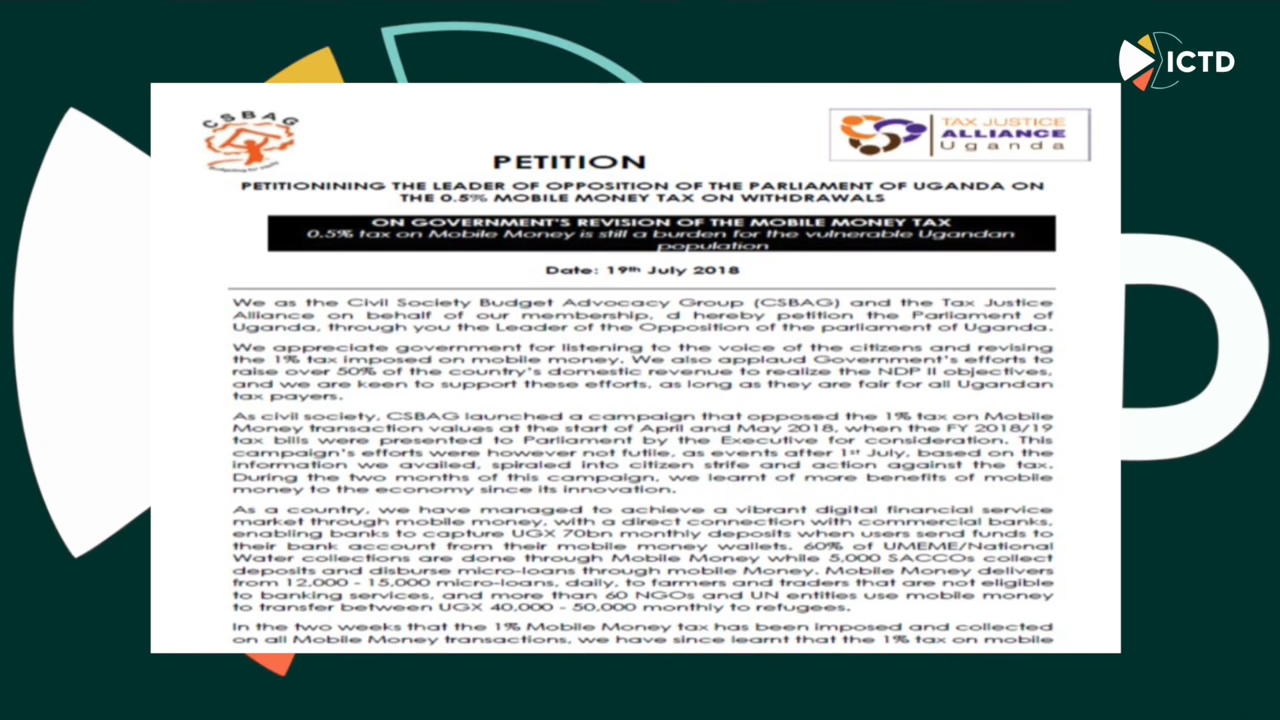 ICTD
CSBAG
TAX JUSTICE
ALLIANCE
Uganda
PETITION
PETITIONINING THE LEADER OF OPPOSITION OF THE PARLIAMENT OF UGANDA ON
THE 0.5% MOBILE MONEY TAX ON WITHDRAWALS
ON GOVERNMENT'S REVISION OF THE MOBILE MONEY TAX
0.5% tax on Mobile Money is still a burden for the vulnerable Ugandan
population
Date: 19th July 2018
We as the Civil Society Budget Advocacy Group (CSBAG) and the Tax Justice
Alliance on behalf of our membership, d hereby petition the Parliament of
Uganda, through you the Leader of the Opposition of the parliament of Uganda.
We appreciate government for listening to the voice of the citizens and revising
the 1% tax imposed on mobile money. We also applaud Government's efforts to
raise over 50% of the country's domestic revenue to realize the NDP II objectives,
and we are keen to support these efforts, as long as they are fair for all Ugandan
tax payers.
As civil society, CSBAG launched a campaign that opposed the 1% tax on Mobile
Money transaction values at the start of April and May 2018, when the FY 2018/19
tax bills were presented to Parliament by the Executive for consideration. This
campaign's efforts were however not futile, as events after 1st July, based on the
information we availed, spiraled into citizen strife and action against the tax.
During the two months of this campaign, we learnt of more benefits of mobile
money to the economy since its innovation.
As a country, we have managed to achieve a vibrant digital financial service
market through mobile money, with a direct connection with commercial banks,
enabling banks to capture UGX 70bn monthly deposits when users send funds to
their bank account from their mobile money wallets. 60% of UMEME/National
Water collections are done through Mobile Money while 5,000 SACCOs collect
deposits and disburse micro-loans through mobile Money. Mobile Money delivers
from 12,000 - 15,000 micro-loans, daily, to farmers and traders that are not eligible
to banking services, and more than 60 NGOs and UN entities use mobile money
to transfer between UGX 40,000 - 50,000 monthly to refugees.
In the two weeks that the 1% Mobile Money tax has been imposed and collected
on all Mobile Money transactions, we have since learnt that the 1% tax on mobile